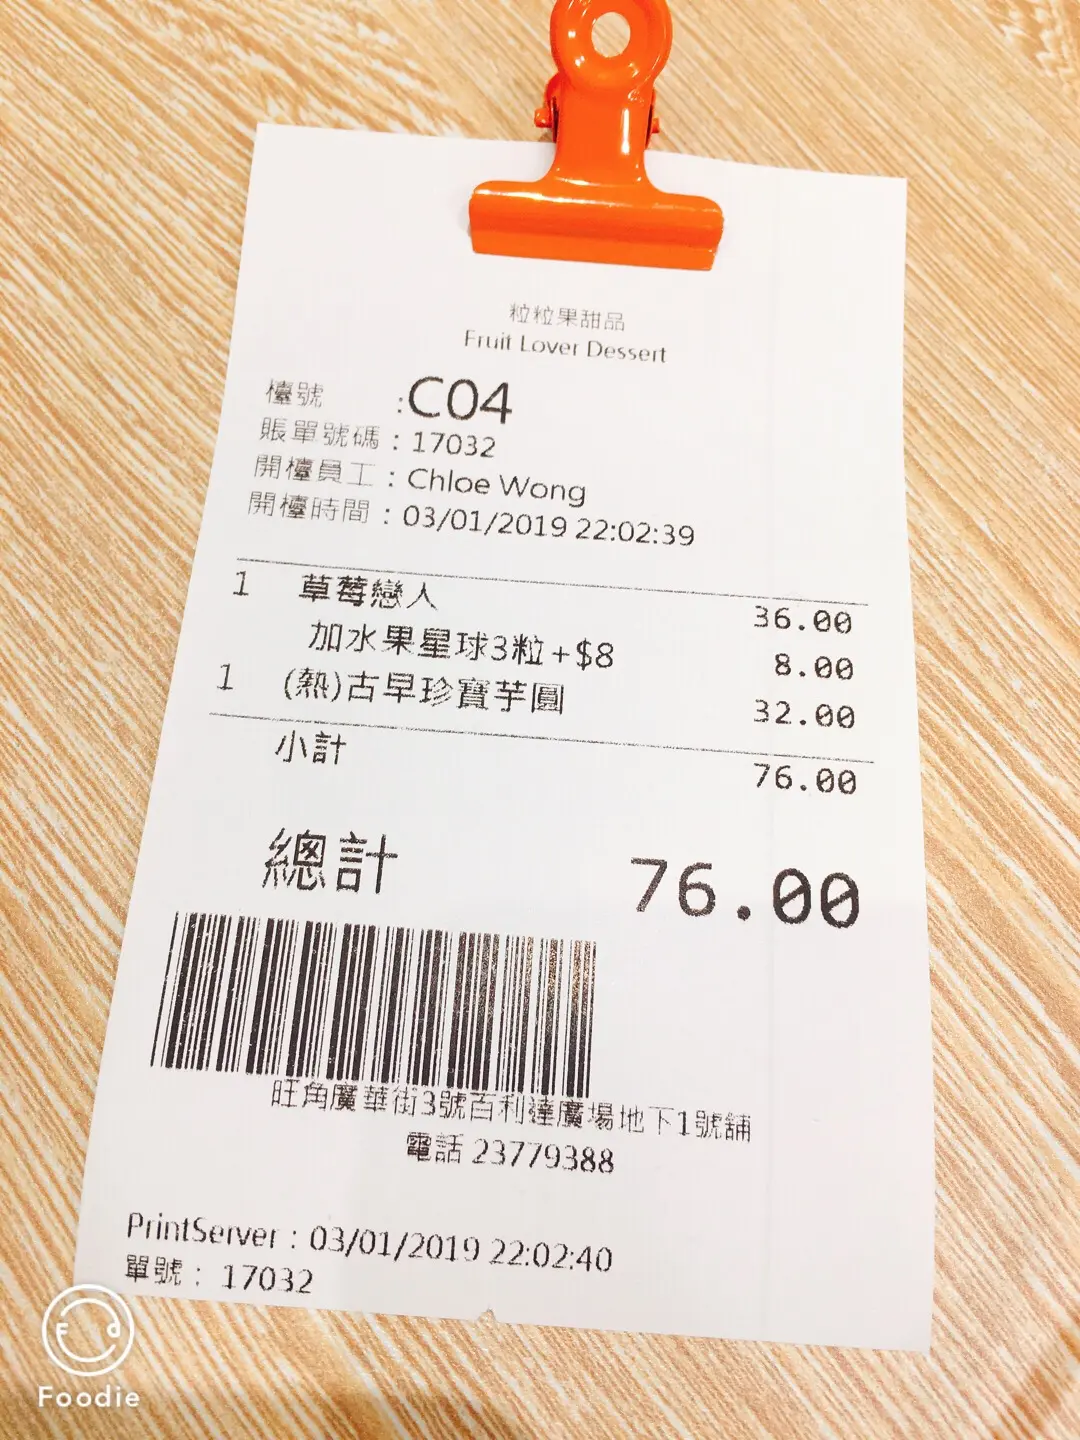 粒粒果甜品
Fruit Lover Dessert
檯號 :C04
賬單號碼 : 17032
開檯員工 : Chloe Wong
開檯時間 : 03/01/2019 22:02:39
1 草莓戀人 36.00
加水果星球3粒+$8 8.00
1 (熱)古早珍寶芋圓 32.00
小計 76.00
總計 76.00
旺角廣華街3號百利達廣場地下1號舖
電話 23779388
PrintServer : 03/01/2019 22:02:40
單號 : 17032
Foodie